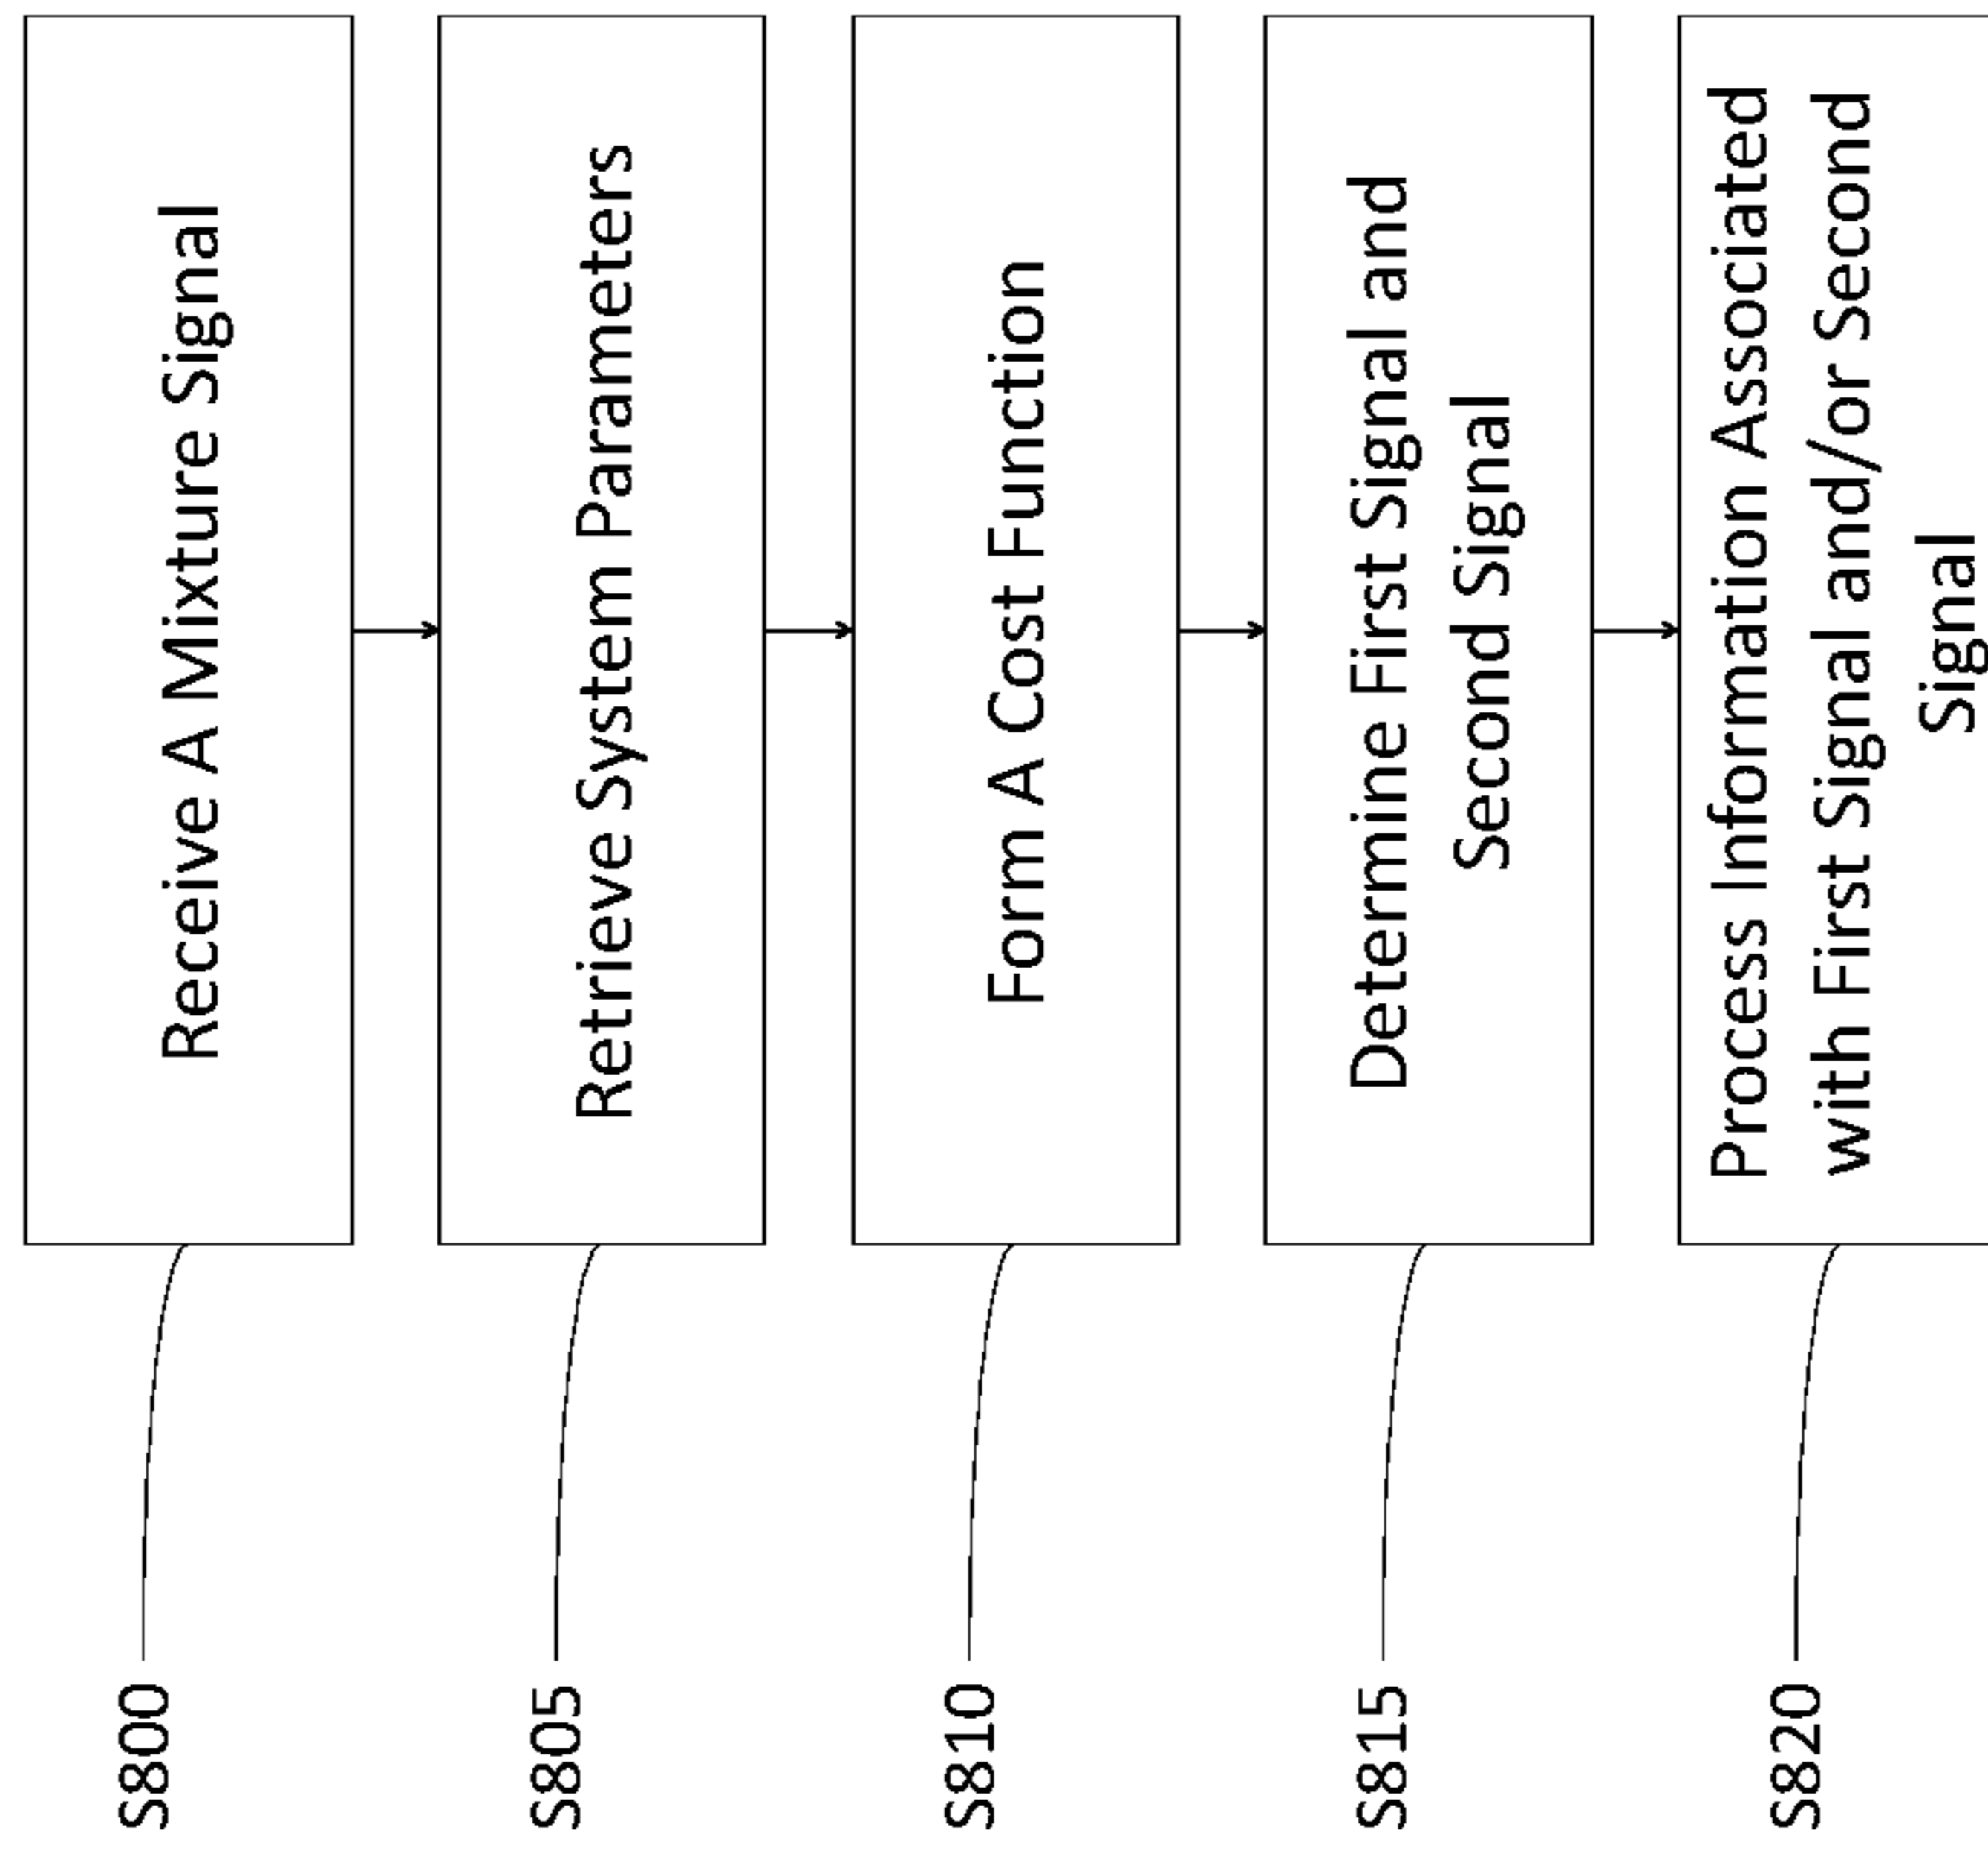 S800
Receive A Mixture Signal
S805
Retrieve System Parameters
S810
Form A Cost Function
S815
Determine First Signal and
Second Signal
S820
Process Information Associated
with First Signal and/or Second
Signal